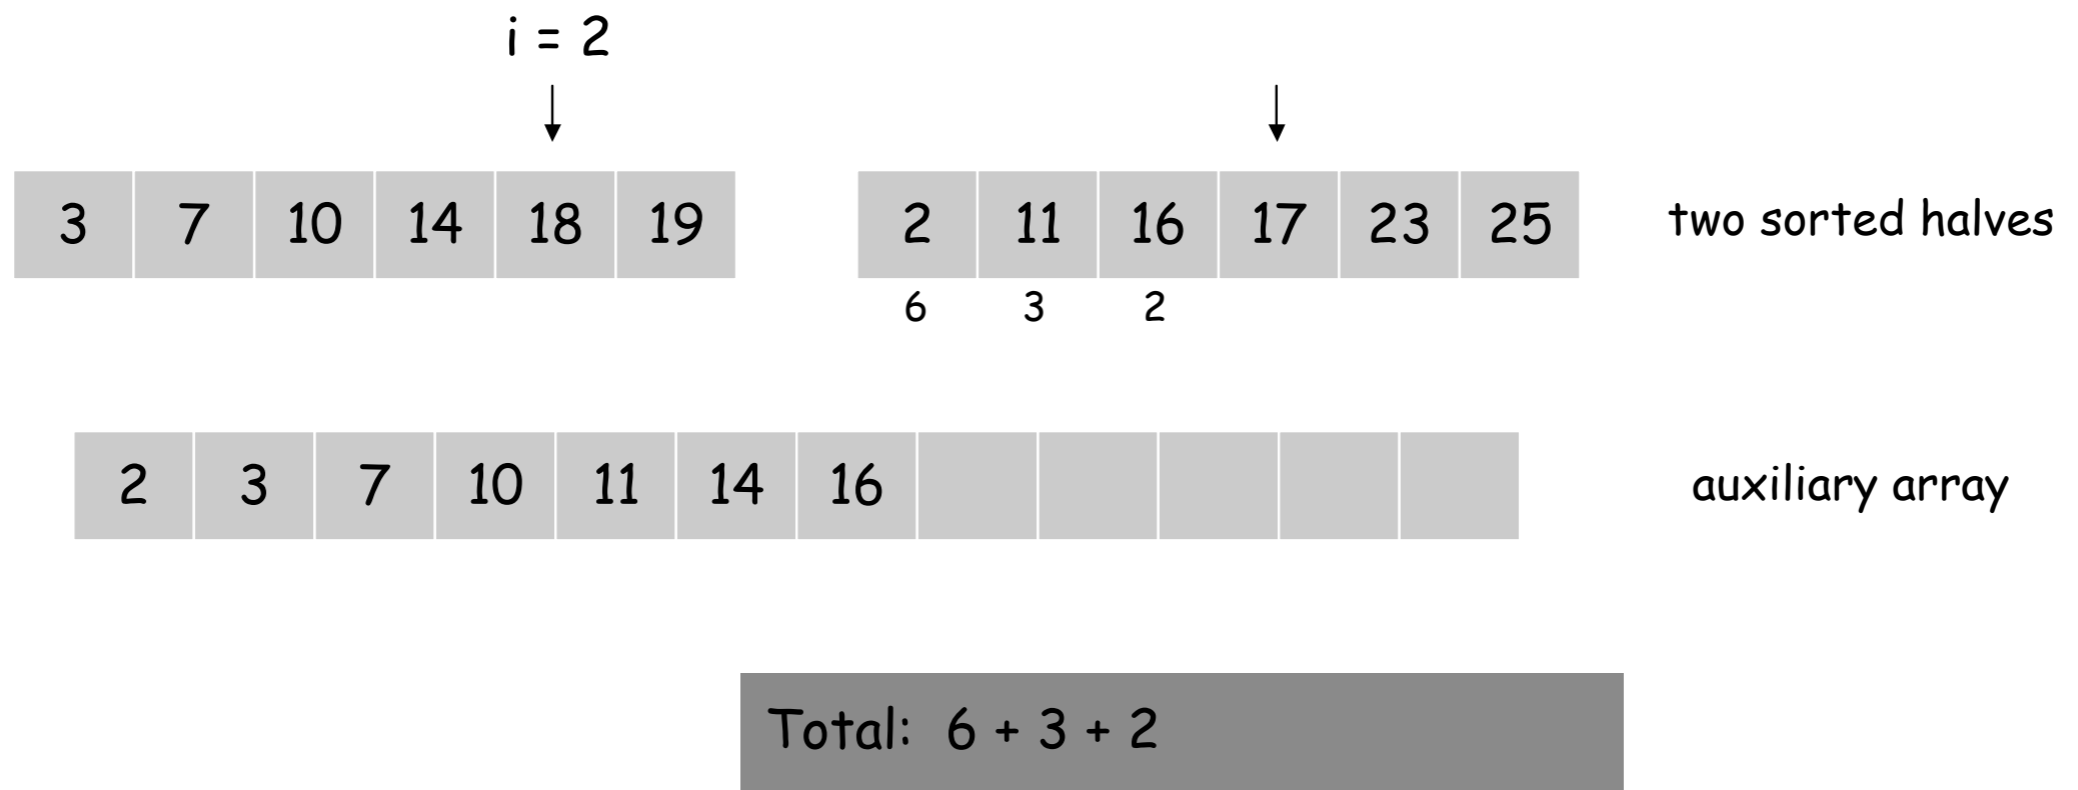 i = 2
3 7 10 14 18 19 2 11 16 17 23 25 two sorted halves
6 3 2
2 3 7 10 11 14 16 auxiliary array
Total: 6 + 3 + 2